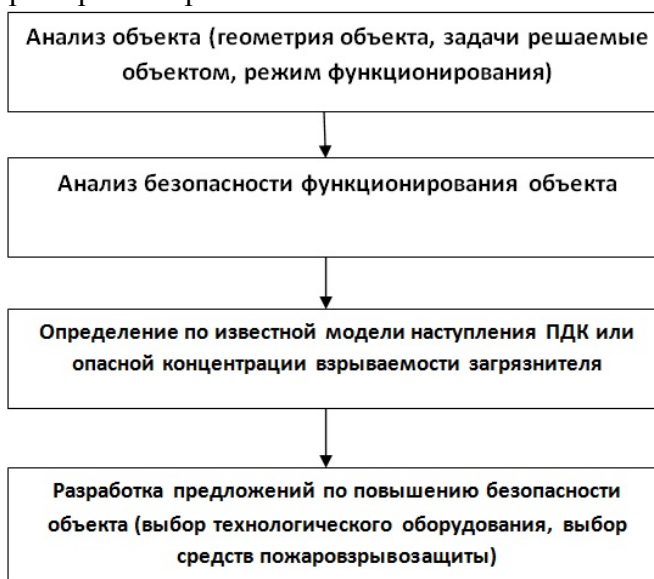 Анализ объекта (геометрия объекта, задачи решаемые
объектом, режим функционирования)
Анализ безопасности функционирования объекта
Определение по известной модели наступления ПДК или
опасной концентрации взрываемости загрязнителя
Разработка предложений по повышению безопасности
объекта (выбор технологического оборудования, выбор
средств пожаровзрывозащиты)